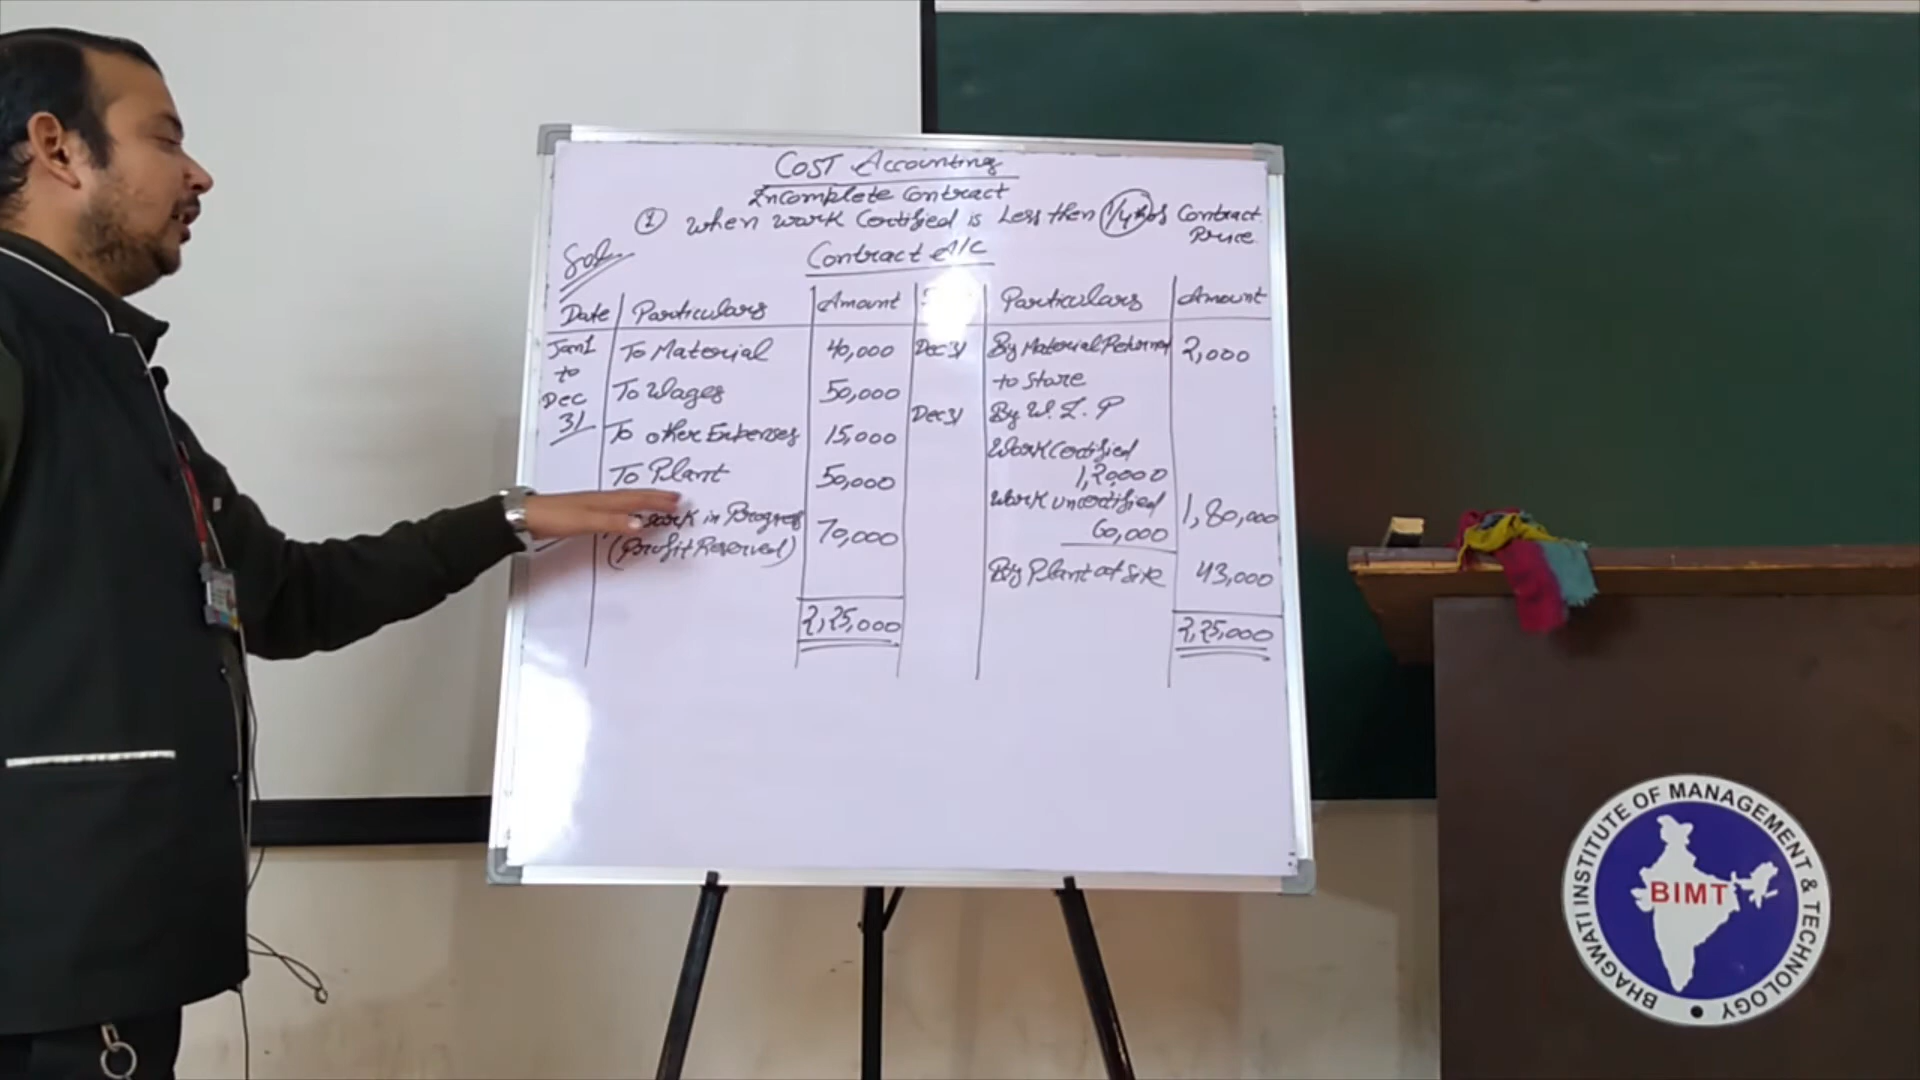 COST Accounting
Incomplete Contract
① When Work Certified is Less then 1/4th of Contract Price
Sol.
Contract A/C
Date Particulars Amount Particulars Amount
Jan 1 to Dec 31
To Material 40,000
To Wages 50,000
To other Expenses 15,000
To Plant 50,000
Work in Progress
(Profit Reserved) 70,000
2,25,000
Dec 31 By Material Returned 2,000
to Store
Dec 31 By W.I.P
Work Certified
1,20,000
Work uncertified
60,000 1,80,000
By Plant at Site 43,000
2,25,000
BHAGWATI INSTITUTE OF MANAGEMENT & TECHNOLOGY
BIMT